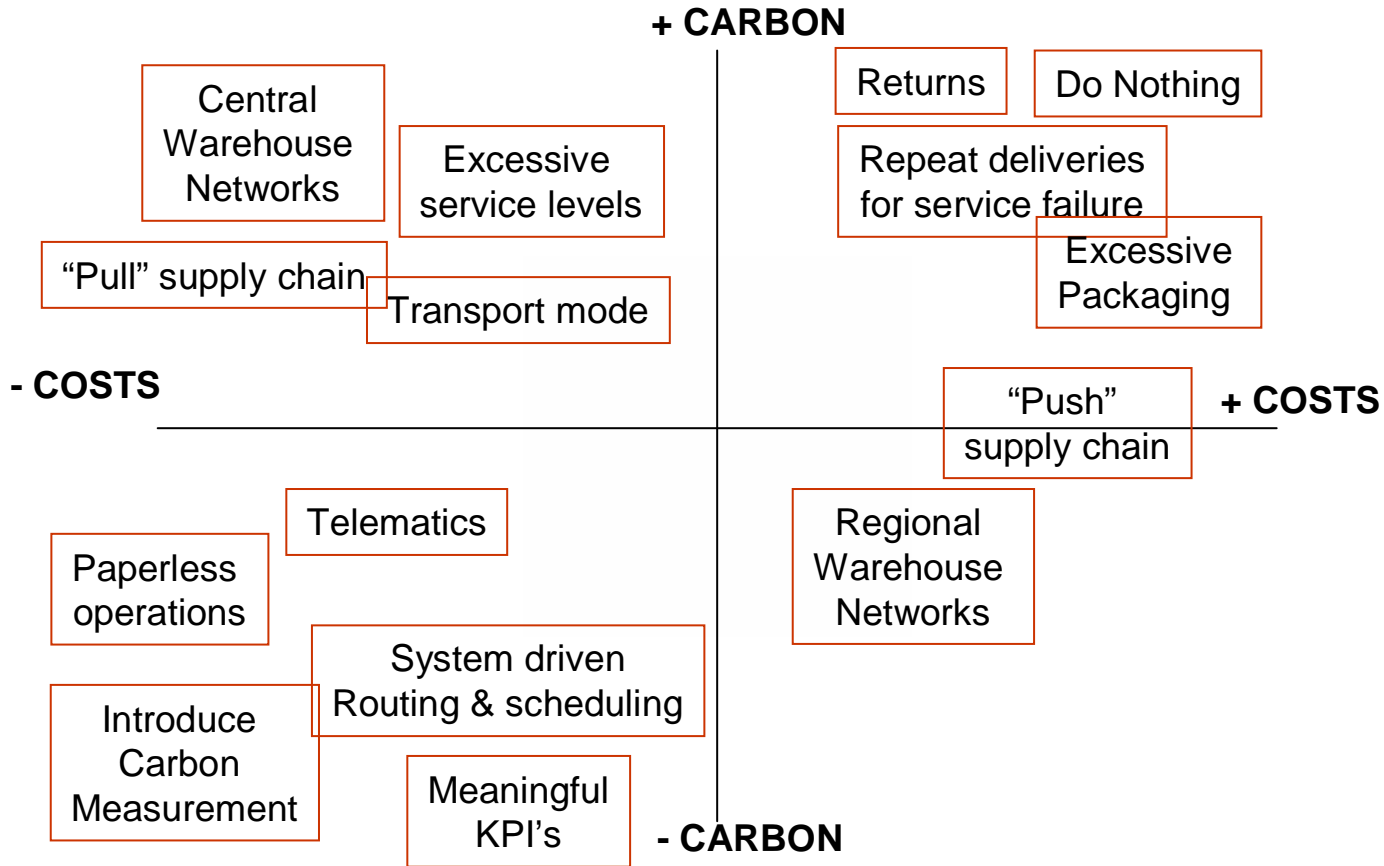 + CARBON
Central
Warehouse
Networks
Excessive
service levels
“Pull” supply chain
Transport mode
Returns
Do Nothing
Repeat deliveries
for service failure
Excessive
Packaging
- COSTS
+ COSTS
“Push”
supply chain
Telematics
Paperless
operations
System driven
Routing & scheduling
Introduce
Carbon
Measurement
Meaningful
KPI's
Regional
Warehouse
Networks
- CARBON